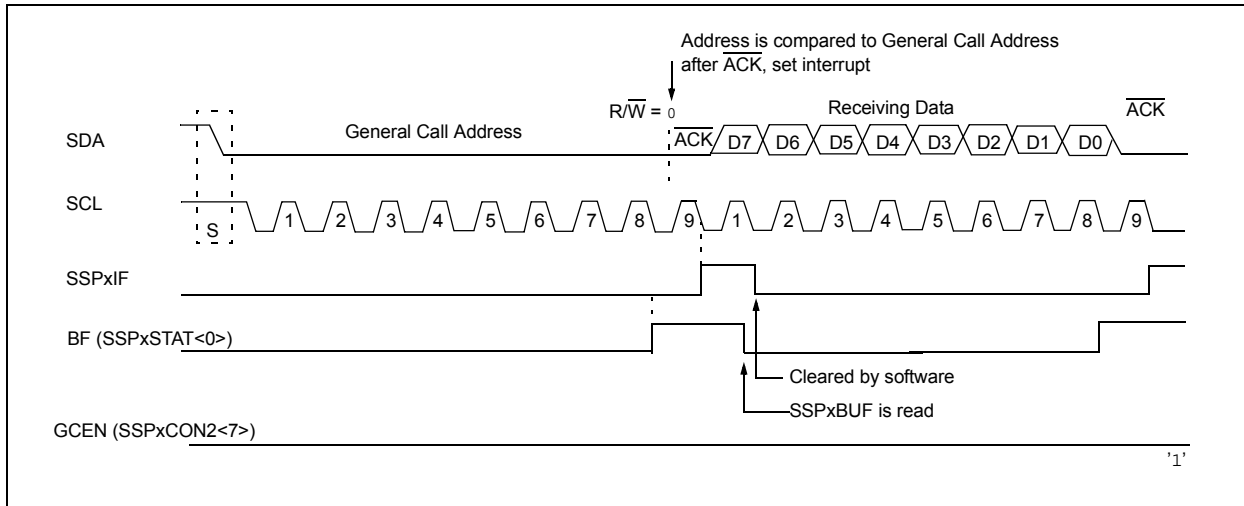 Address is compared to General Call Address
after ACK, set interrupt
R/W = 0
Receiving Data
ACK
General Call Address
SDA
ACK D7 D6 D5 D4 D3 D2 D1 D0
SCL
S
1 2 3 4 5 6 7 8 9 1 2 3 4 5 6 7 8 9
SSPxIF
BF (SSPxSTAT<0>)
Cleared by software
SSPxBUF is read
GCEN (SSPxCON2<7>)
'1'